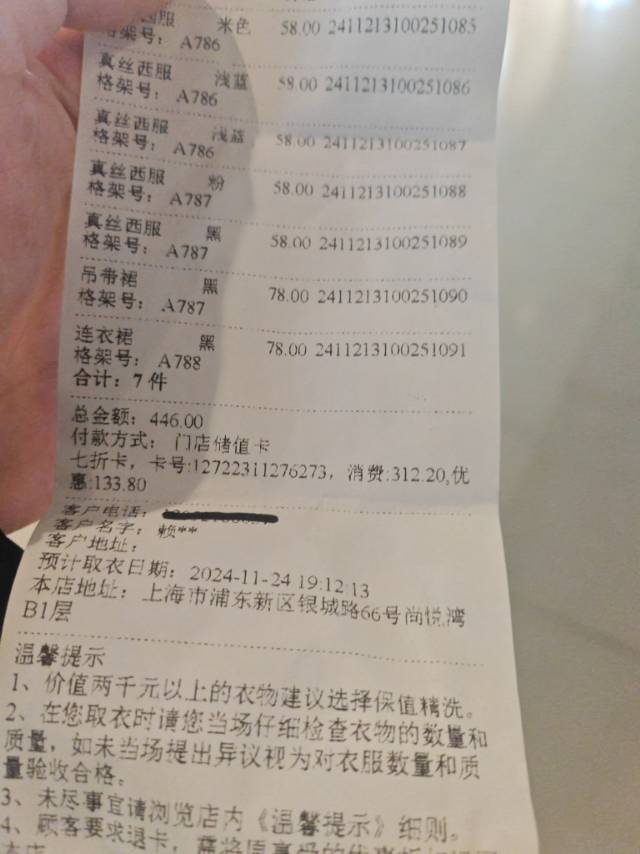 西服 米色 58.00 2411213100251085
格架号: A786
真丝西服 浅蓝 58.00 2411213100251086
格架号: A786
真丝西服 浅蓝 58.00 2411213100251087
格架号: A786
真丝西服 粉 58.00 2411213100251088
格架号: A787
真丝西服 黑 58.00 2411213100251089
格架号: A787
吊带裙 黑 78.00 2411213100251090
格架号: A787
连衣裙 黑 78.00 2411213100251091
格架号: A788
合计: 7 件
总金额: 446.00
付款方式: 门店储值卡
七折卡, 卡号:12722311276273, 消费:312.20,优
惠:133.80
客户电话:
客户名字: 赖**
客户地址:
预计取衣日期: 2024-11-24 19:12:13
本店地址: 上海市浦东新区银城路66号尚悦湾
B1层
温馨提示
1、价值两千元以上的衣物建议选择保值精洗。
2、在您取衣时请您当场仔细检查衣物的数量和
质量,如未当场提出异议视为对衣服数量和质
量验收合格。
3、未尽事宜请浏览店内《温馨提示》细则。
4、顾客要求退卡,
本店